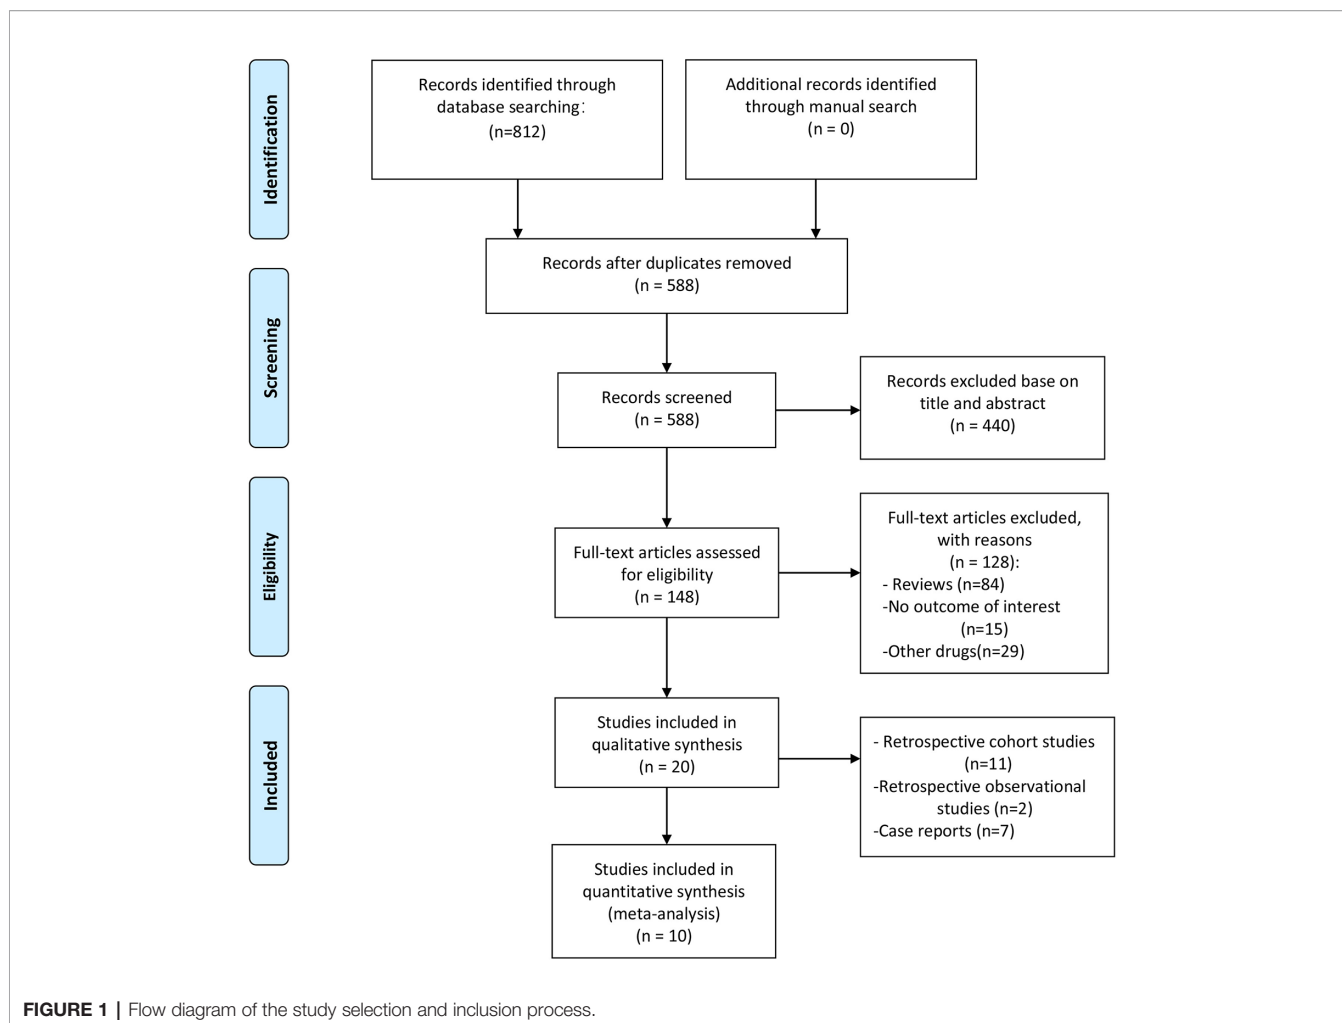 Identification
Records identified through
database searching:
(n=812)
Additional records identified
through manual search
(n = 0)
Records after duplicates removed
(n = 588)
Screening
Records screened
(n = 588)
Records excluded base on
title and abstract
(n = 440)
Eligibility
Full-text articles assessed
for eligibility
(n = 148)
Full-text articles excluded,
with reasons
(n = 128):
- Reviews (n=84)
-No outcome of interest
(n=15)
-Other drugs(n=29)
Included
Studies included in
qualitative synthesis
(n = 20)
- Retrospective cohort studies
(n=11)
-Retrospective observational
studies (n=2)
-Case reports (n=7)
Studies included in
quantitative synthesis
(meta-analysis)
(n = 10)
FIGURE 1 | Flow diagram of the study selection and inclusion process.